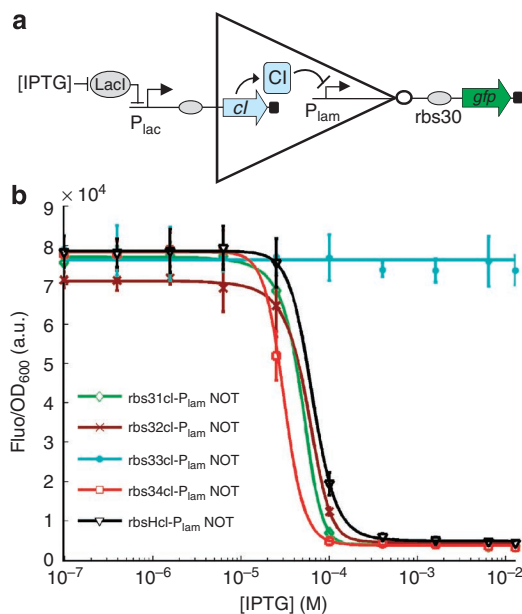 a
[IPTG] LacI P_lac cI CI P_lam rbs30 gfp
b
× 10⁴
9
8
7
6
5
4
3
2
1
0
Fluo/OD₆₀₀ (a.u.)
rbs31cI-P_lam NOT
rbs32cI-P_lam NOT
rbs33cI-P_lam NOT
rbs34cI-P_lam NOT
rbsHcI-P_lam NOT
10⁻⁷ 10⁻⁶ 10⁻⁵ 10⁻⁴ 10⁻³ 10⁻²
[IPTG] (M)